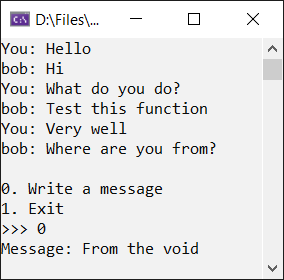 D:\Files\...
You: Hello
bob: Hi
You: What do you do?
bob: Test this function
You: Very well
bob: Where are you from?
0. Write a message
1. Exit
>>> 0
Message: From the void